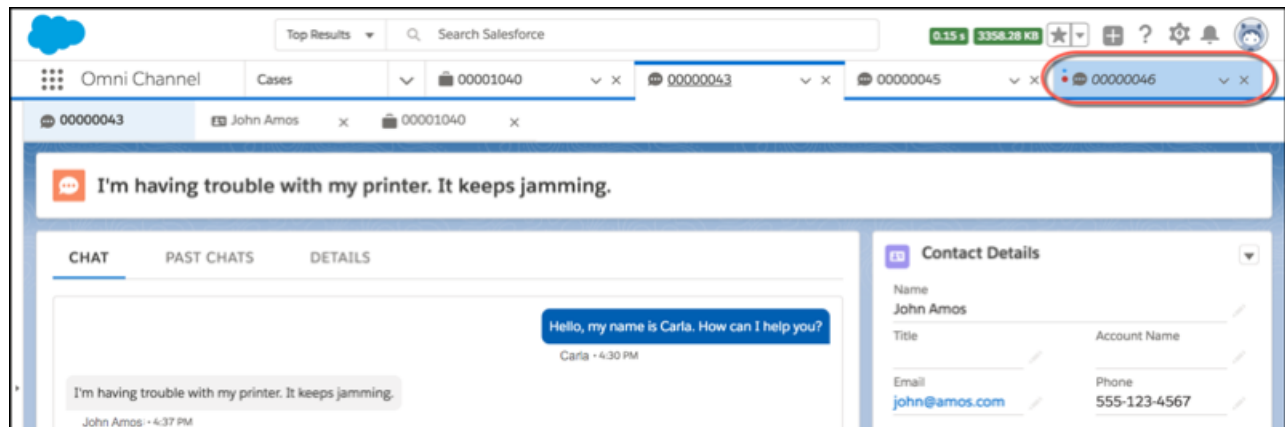 Top Results Search Salesforce 0.15 s 3358.28 KB
Omni Channel Cases 00001040 00000043 00000045 00000046
00000043 John Amos 00001040
I'm having trouble with my printer. It keeps jamming.
CHAT PAST CHATS DETAILS
Contact Details
Name
John Amos
Title Account Name
Email Phone
john@amos.com 555-123-4567
Hello, my name is Carla. How can I help you?
Carla • 4:30 PM
I'm having trouble with my printer. It keeps jamming.
John Amos • 4:37 PM